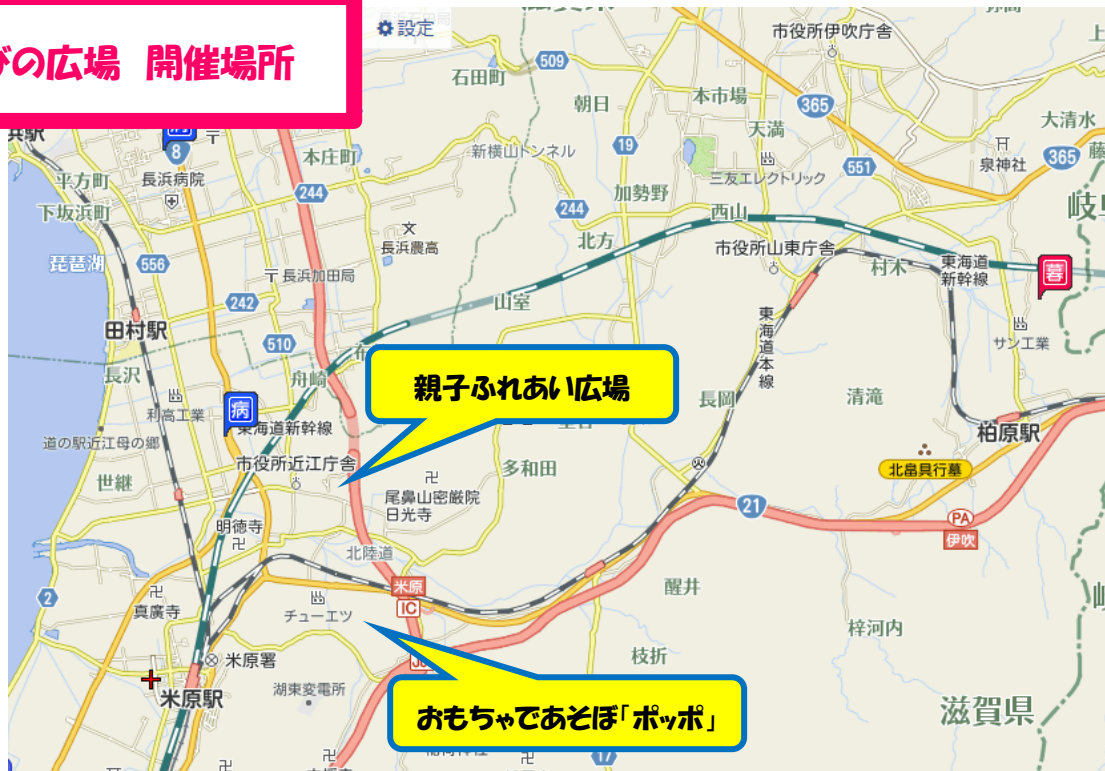 びの広場 開催場所
設定
石田町
509
市役所伊吹庁舎
朝日
本市場
365
大清水
天満
8
本庄町
新横山トンネル
19
泉神社
365
平方町
長浜病院
三友エレクトリック
551
244
加勢野
下坂浜町
244
西山
長浜農高
北方
市役所山東庁舎
琵琶湖
556
長浜加田局
村木
東海道
新幹線
242
山室
東海道本線
サン工業
田村駅
510
長沢
舟崎
親子ふれあい広場
長岡
清滝
利高工業
病
東海道新幹線
道の駅近江母の郷
柏原駅
市役所近江庁舎
多和田
北畠具行墓
世継
尾鼻山密厳院
日光寺
21
PA
伊吹
明徳寺
北陸道
2
米原
IC
醒井
真廣寺
チューエツ
梓河内
米原署
枝折
米原駅
湖東変電所
滋賀県
おもちゃであそぼ「ポッポ」
17